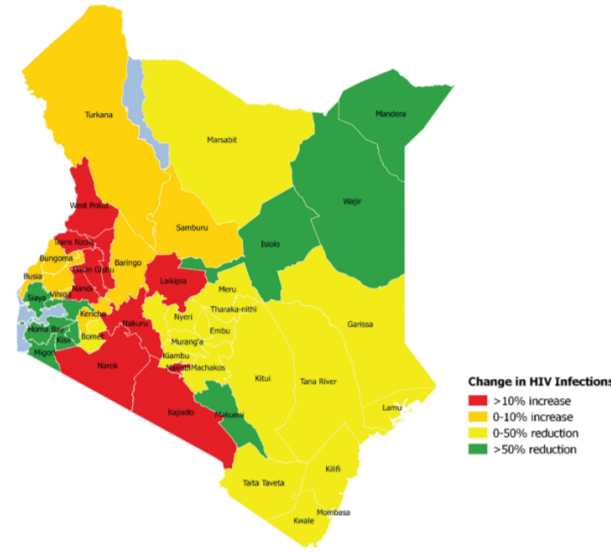 Mandera
Turkana
Marsabit
Wajir
West Pokot
Samburu
Trans Nzoia
Isiolo
Bungoma
Baringo
Uasin Gishu
Busia
Laikipia
Nandi
Meru
Siaya
Vihiga
Tharaka-nithi
Kericho
Nyeri
Garissa
Nakuru
Homa Bay
Embu
Kisii
Bomet
Murang'a
Migori
Kiambu
Narok
Nairobi
Machakos
Kitui
Tana River
Change in HIV Infections
>10% increase
Kajiado
Lamu
0-10% increase
Makueni
0-50% reduction
>50% reduction
Kilifi
Taita Taveta
Mombasa
Kwale